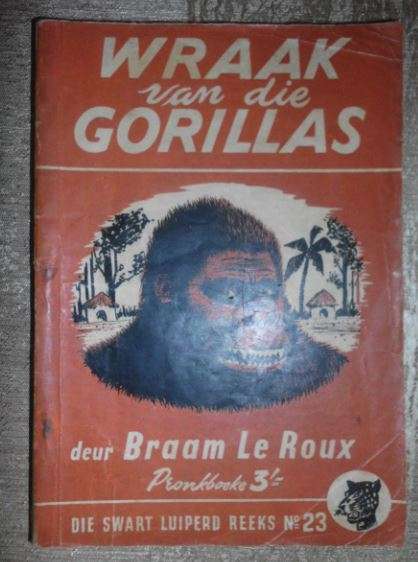 WRAAK
van die
GORILLAS
deur Braam Le Roux
Pronkboeke 3/-
DIE SWART LUIPERD REEKS No 23